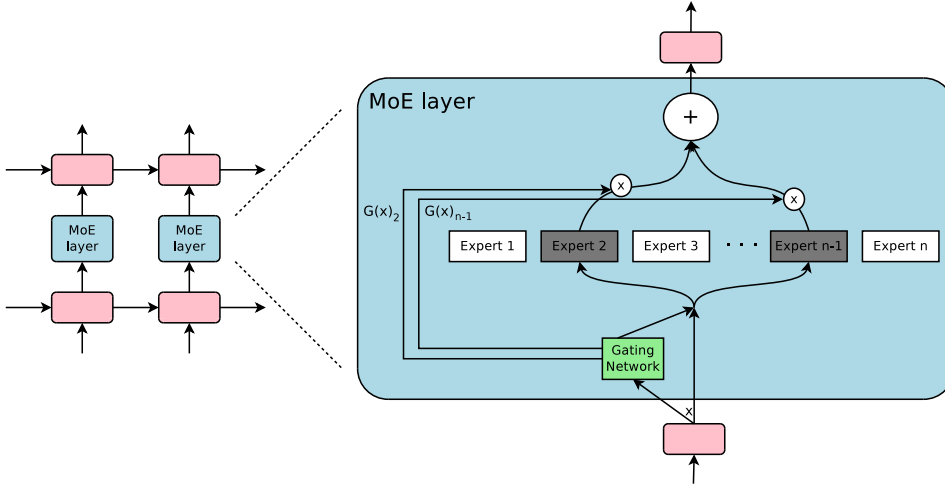 MoE layer
+
x
x
G(x)₂
G(x)ₙ₋₁
MoE
layer
MoE
layer
Expert 1
Expert 2
Expert 3
. . .
Expert n-1
Expert n
Gating
Network
x